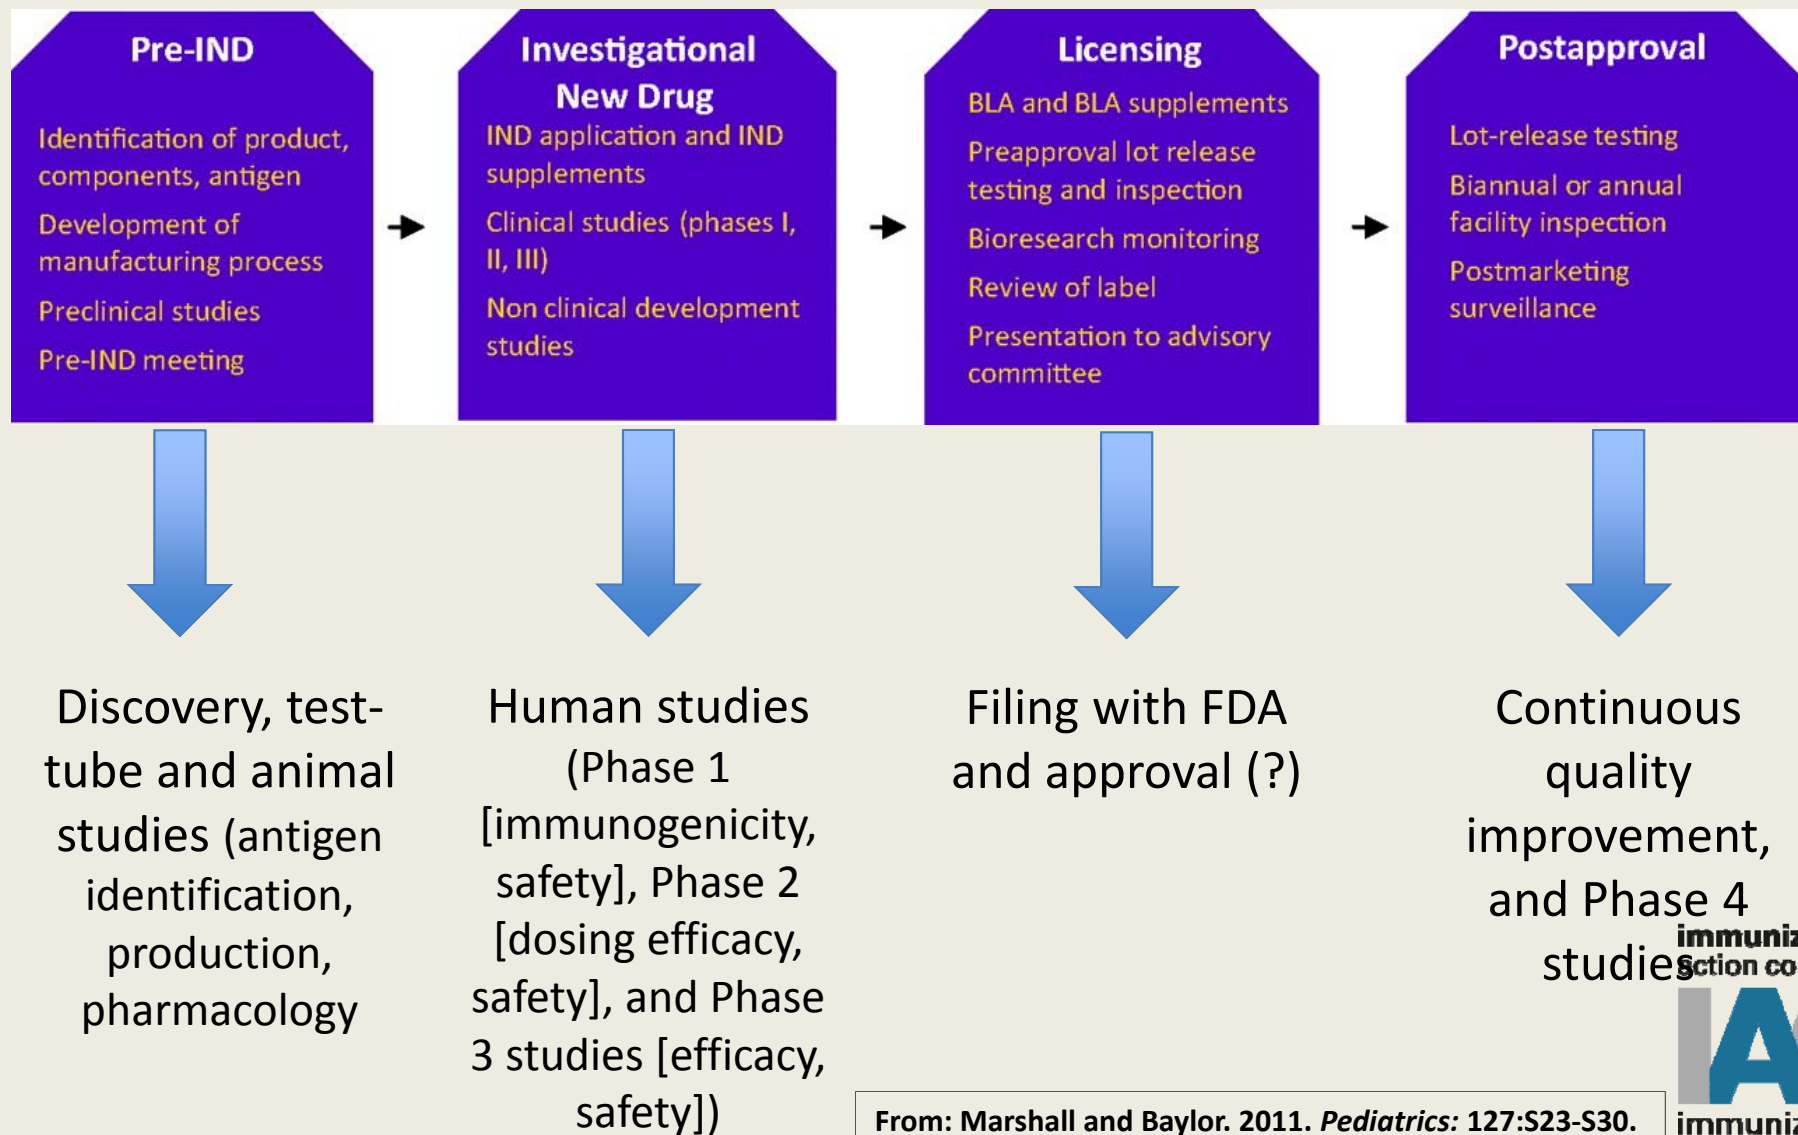 Pre-IND
Identification of product,
components, antigen
Development of
manufacturing process
Preclinical studies
Pre-IND meeting
Investigational
New Drug
IND application and IND
supplements
Clinical studies (phases I,
II, III)
Non clinical development
studies
Licensing
BLA and BLA supplements
Preapproval lot release
testing and inspection
Bioresearch monitoring
Review of label
Presentation to advisory
committee
Postapproval
Lot-release testing
Biannual or annual
facility inspection
Postmarketing
surveillance
Discovery, test-
tube and animal
studies (antigen
identification,
production,
pharmacology
Human studies
(Phase 1
[immunogenicity,
safety], Phase 2
[dosing efficacy,
safety], and Phase
3 studies [efficacy,
safety])
Filing with FDA
and approval (?)
Continuous
quality
improvement,
and Phase 4
studies
From: Marshall and Baylor. 2011. Pediatrics: 127:S23-S30.
IA